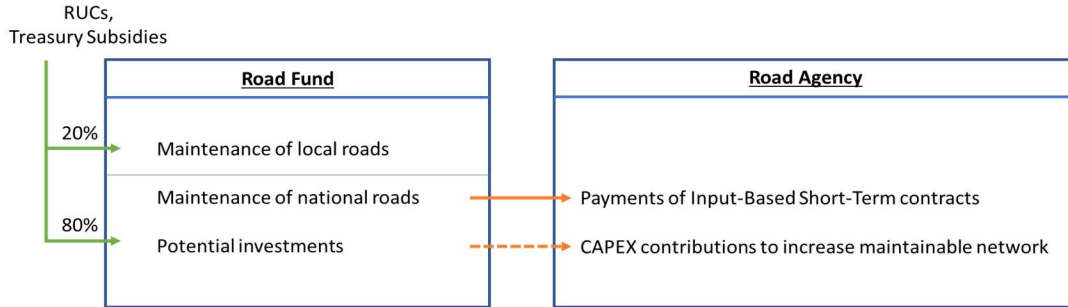 RUCs,
Treasury Subsidies
Road Fund
Road Agency
20%
Maintenance of local roads
Maintenance of national roads
Payments of Input-Based Short-Term contracts
80%
Potential investments
CAPEX contributions to increase maintainable network